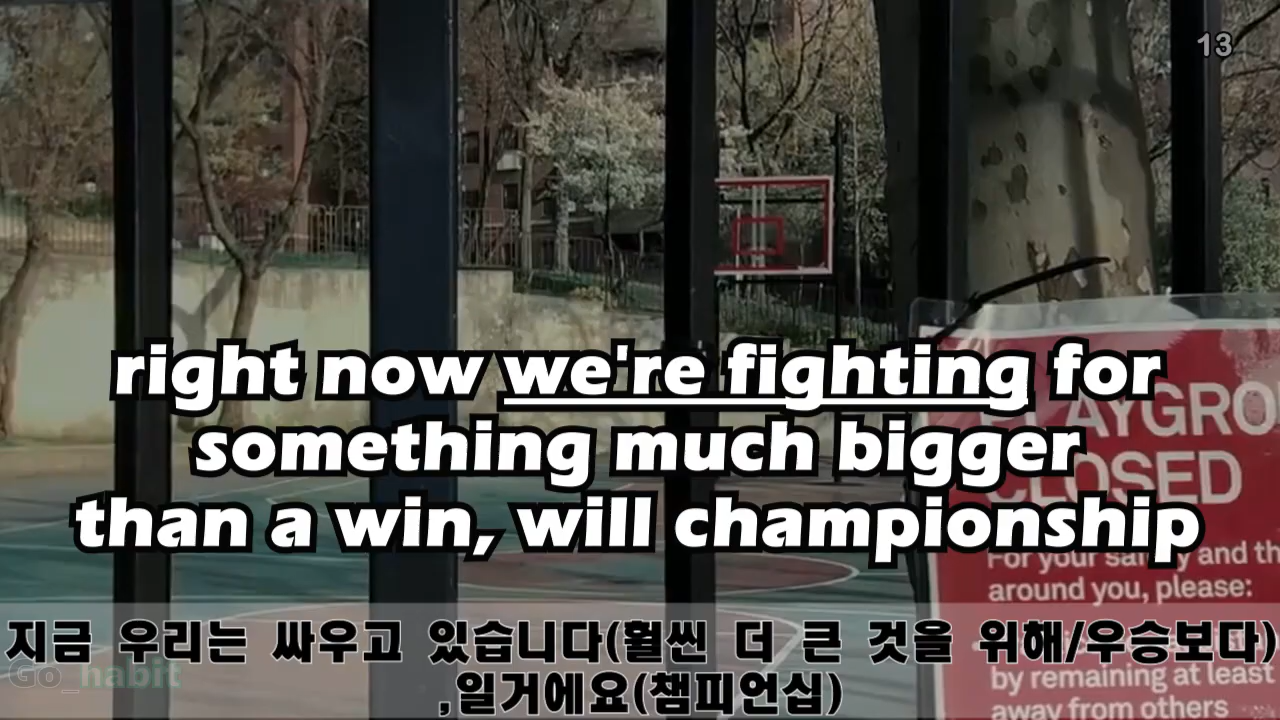 13
right now we're fighting for
something much bigger
than a win, will championship
AYGRO
CLOSED
For your and th
around you, please:
by remaining at least
away from others
지금 우리는 싸우고 있습니다(훨씬 더 큰 것을 위해/우승보다)
,일거에요(챔피언십)
Go_habit